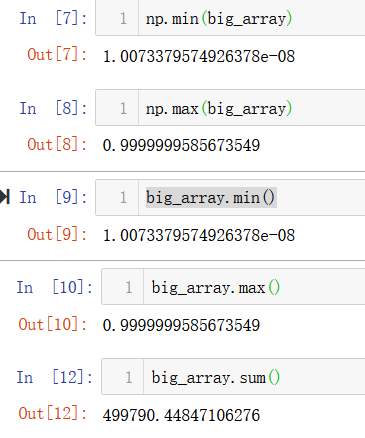 In [7]: 1 np.min(big_array)
Out[7]: 1.0073379574926378e-08
In [8]: 1 np.max(big_array)
Out[8]: 0.9999999585673549
In [9]: 1 big_array.min()
Out[9]: 1.0073379574926378e-08
In [10]: 1 big_array.max()
Out[10]: 0.9999999585673549
In [12]: 1 big_array.sum()
Out[12]: 499790.44847106276